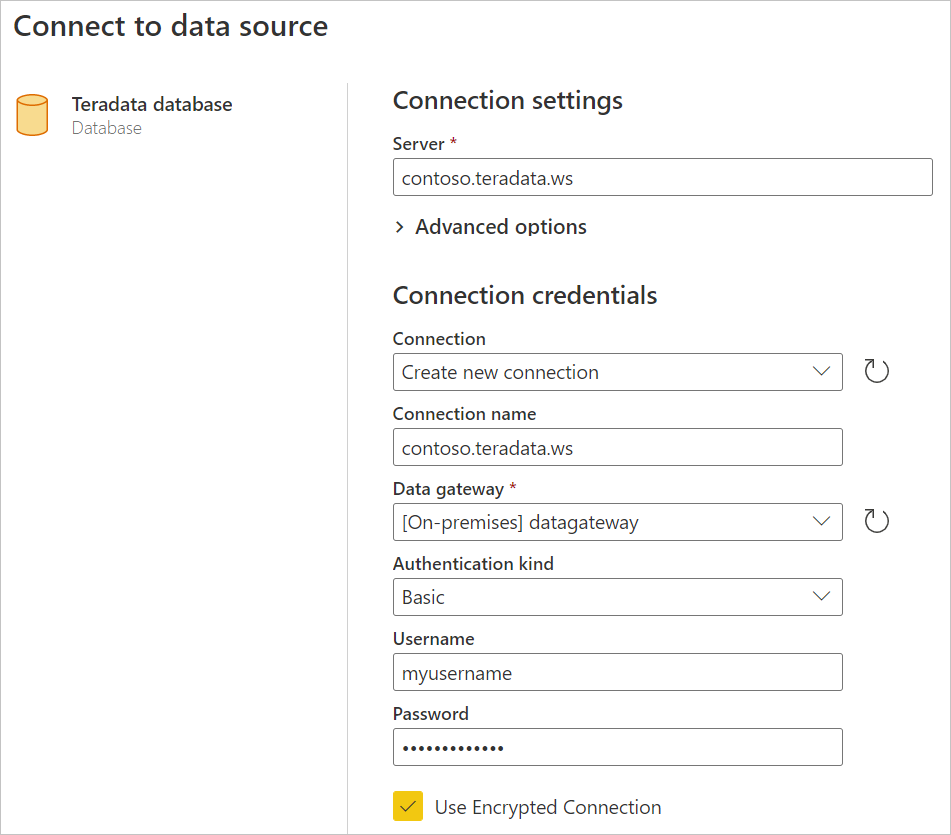 Connect to data source
Teradata database
Database
Connection settings
Server *
contoso.teradata.ws
Advanced options
Connection credentials
Connection
Create new connection
Connection name
contoso.teradata.ws
Data gateway *
[On-premises] datagateway
Authentication kind
Basic
Username
myusername
Password
•••••••••••••
Use Encrypted Connection